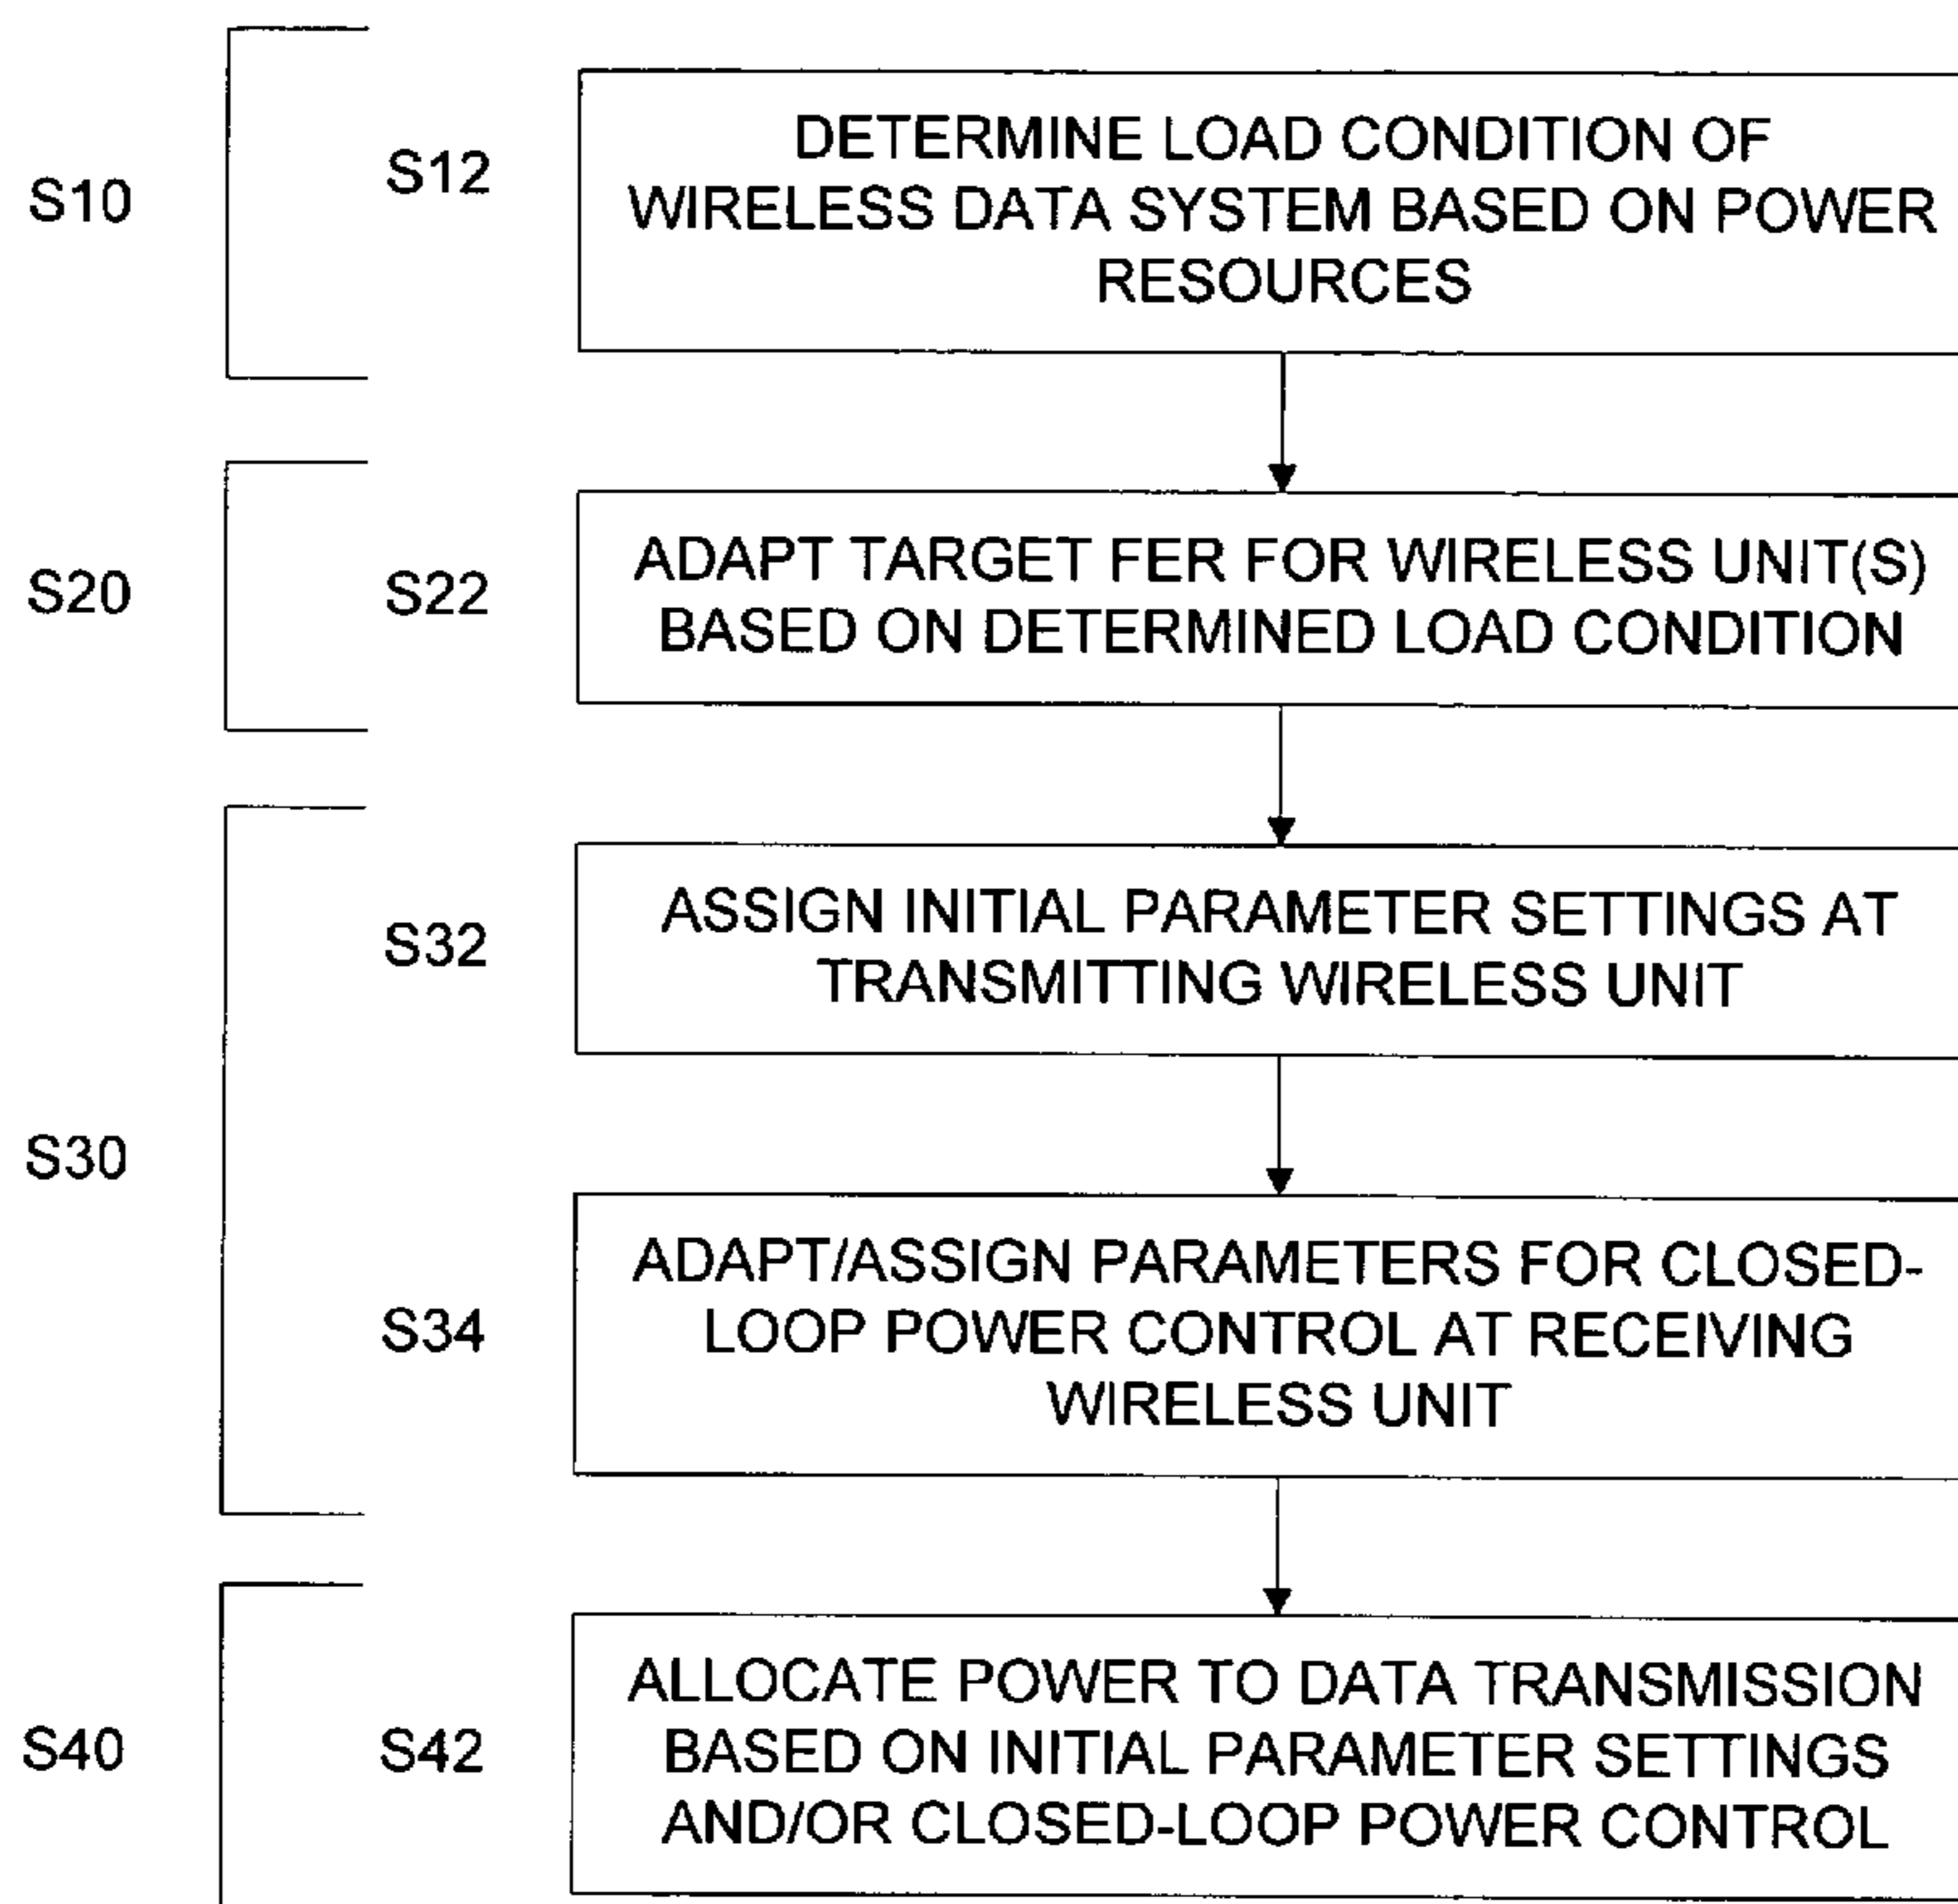 S10
S12
DETERMINE LOAD CONDITION OF
WIRELESS DATA SYSTEM BASED ON POWER
RESOURCES
S20
S22
ADAPT TARGET FER FOR WIRELESS UNIT(S)
BASED ON DETERMINED LOAD CONDITION
S30
S32
ASSIGN INITIAL PARAMETER SETTINGS AT
TRANSMITTING WIRELESS UNIT
S34
ADAPT/ASSIGN PARAMETERS FOR CLOSED-
LOOP POWER CONTROL AT RECEIVING
WIRELESS UNIT
S40
S42
ALLOCATE POWER TO DATA TRANSMISSION
BASED ON INITIAL PARAMETER SETTINGS
AND/OR CLOSED-LOOP POWER CONTROL